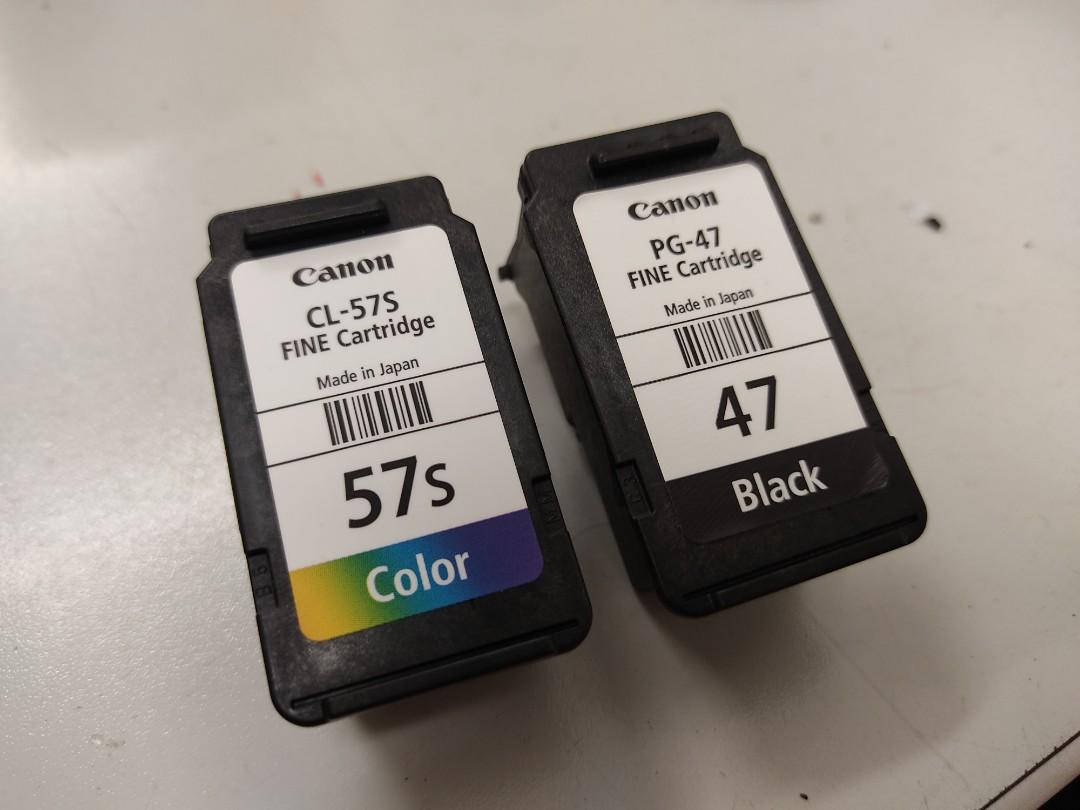 Canon
CL-57S
FINE Cartridge
Made in Japan
57s
Color
Canon
PG-47
FINE Cartridge
Made in Japan
47
Black